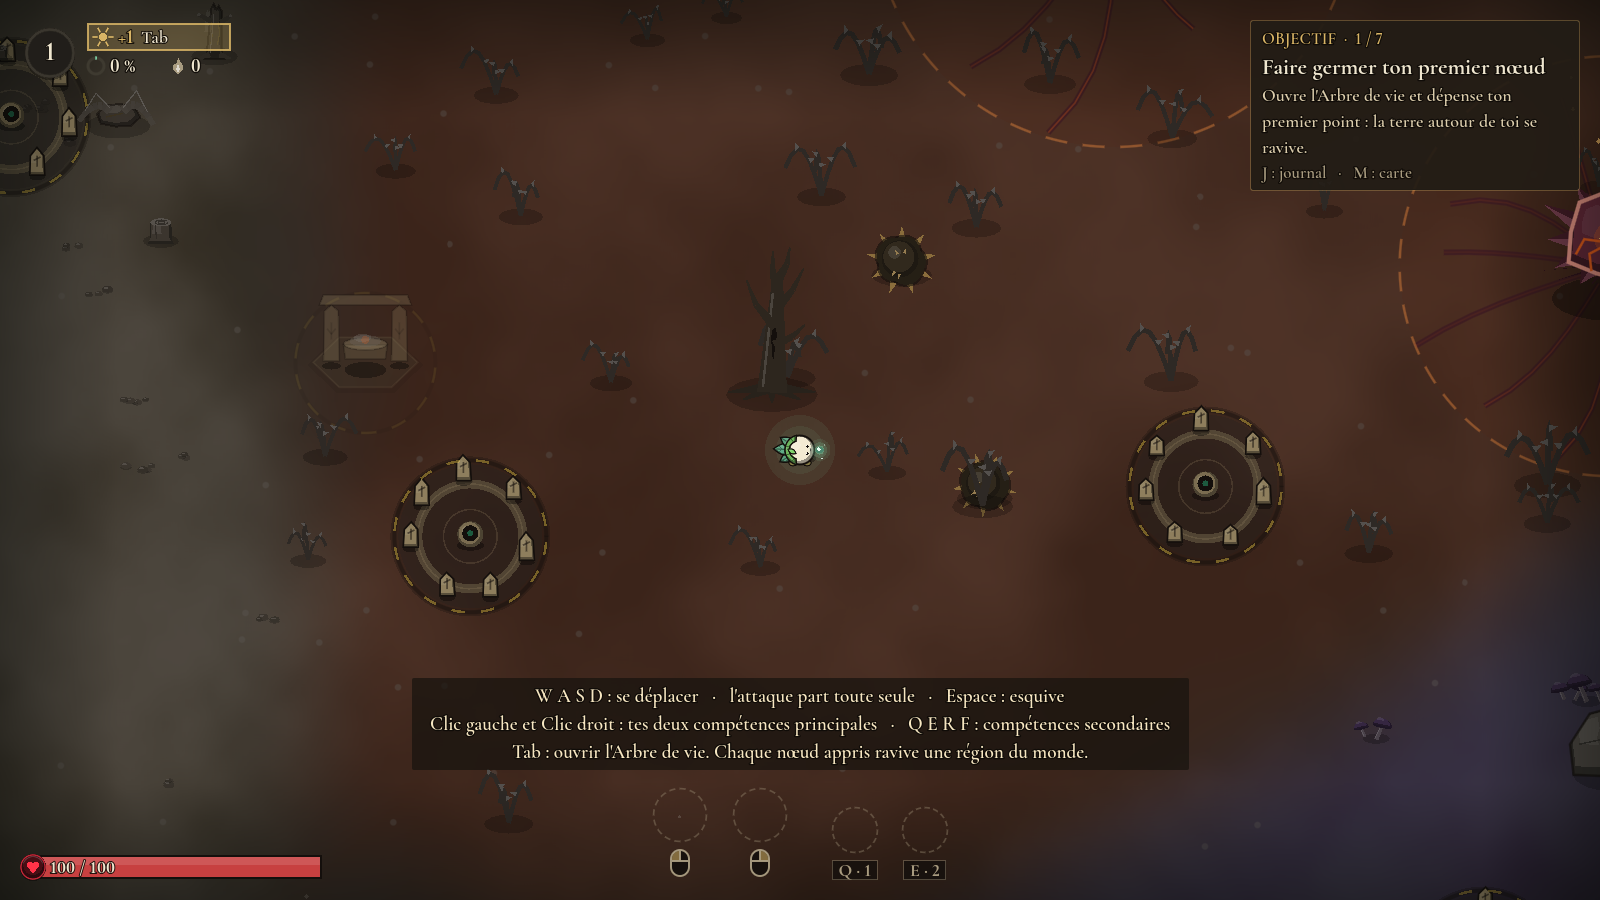 1
+1 Tab
0 %
0
OBJECTIF · 1 / 7
Faire germer ton premier nœud
Ouvre l'Arbre de vie et dépense ton
premier point : la terre autour de toi se
ravive.
J : journal · M : carte
W A S D : se déplacer · l'attaque part toute seule · Espace : esquive
Clic gauche et Clic droit : tes deux compétences principales · Q E R F : compétences secondaires
Tab : ouvrir l'Arbre de vie. Chaque nœud appris ravive une région du monde.
100 / 100
Q · 1
E · 2